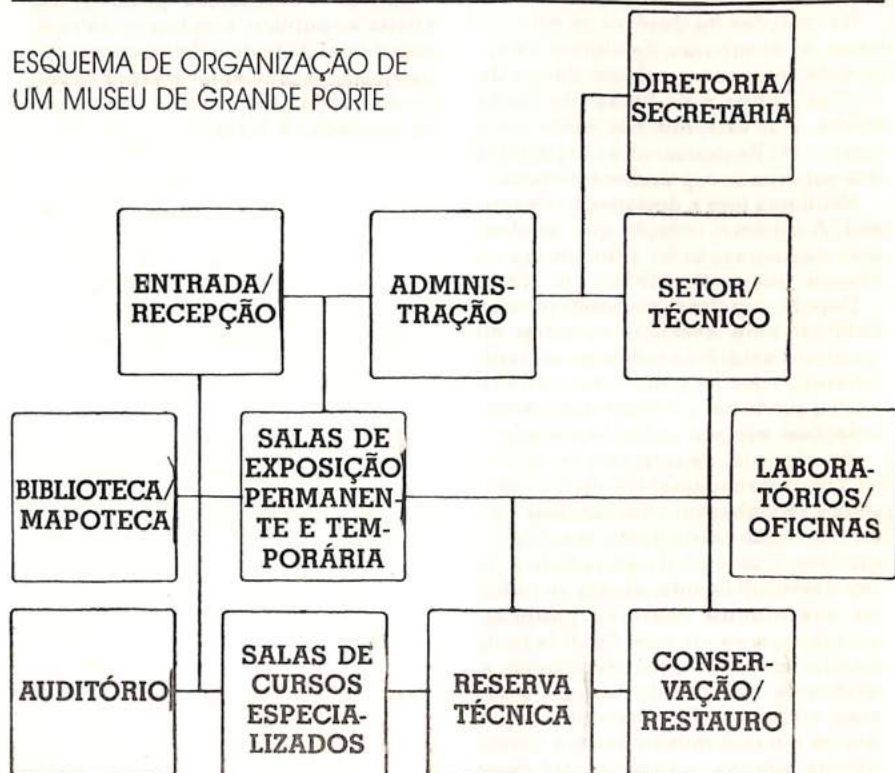 ESQUEMA DE ORGANIZAÇÃO DE
UM MUSEU DE GRANDE PORTE
DIRETORIA/
SECRETARIA
ENTRADA/
RECEPÇÃO
ADMINIS-
TRAÇÃO
SETOR/
TÉCNICO
BIBLIOTECA/
MAPOTECA
SALAS DE
EXPOSIÇÃO
PERMANEN-
TE E TEM-
PORÁRIA
LABORA-
TÓRIOS/
OFICINAS
AUDITÓRIO
SALAS DE
CURSOS
ESPECIA-
LIZADOS
RESERVA
TÉCNICA
CONSER-
VAÇÃO/
RESTAURO